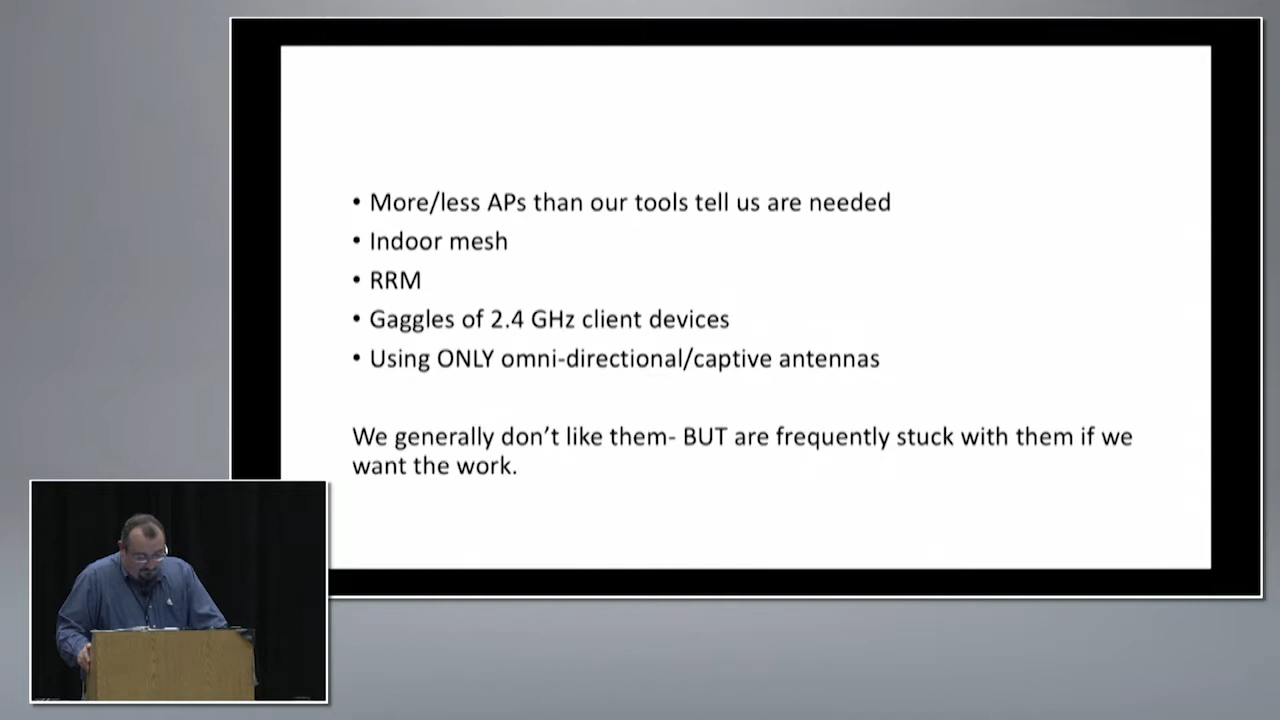 • More/less APs than our tools tell us are needed
• Indoor mesh
• RRM
• Gaggles of 2.4 GHz client devices
• Using ONLY omni-directional/captive antennas
We generally don't like them- BUT are frequently stuck with them if we
want the work.